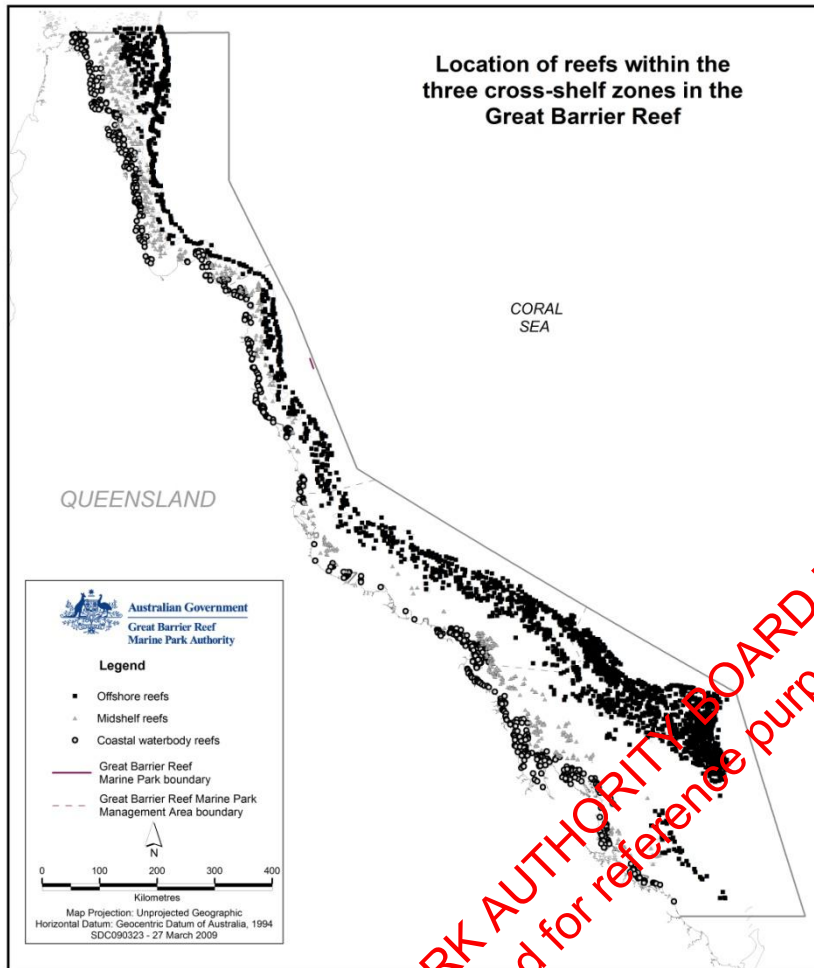 Location of reefs within the
three cross-shelf zones in the
Great Barrier Reef
CORAL
SEA
QUEENSLAND
Australian Government
Great Barrier Reef
Marine Park Authority
Legend
Offshore reefs
Midshelf reefs
Coastal waterbody reefs
Great Barrier Reef
Marine Park boundary
Great Barrier Reef Marine Park
Management Area boundary
N
0 100 200 300 400
Kilometres
Map Projection: Unprojected Geographic
Horizontal Datum: Geocentric Datum of Australia, 1994
SDC090323 - 27 March 2009
RK AUTHORITY BOARD
d for reference purp